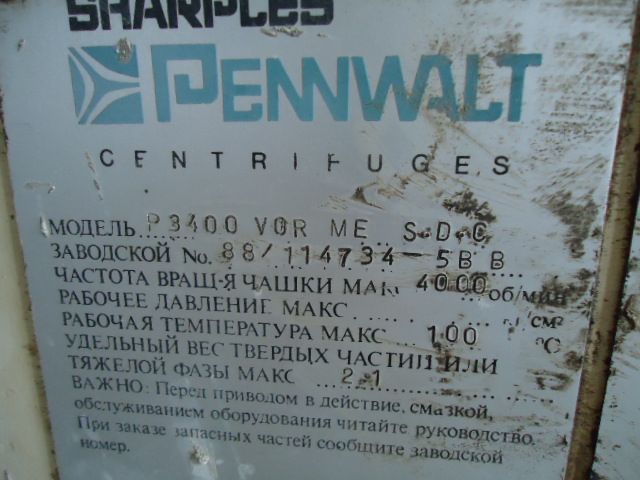 SHARPLES
PENNWALT
CENTRIFUGES
МОДЕЛЬ P3400 VOR ME S.D.C
ЗАВОДСКОЙ No. 88/114734-5BB
ЧАСТОТА ВРАЩ-Я ЧАШКИ МАК 4000 об/мин
РАБОЧЕЕ ДАВЛЕНИЕ МАКС /см²
РАБОЧАЯ ТЕМПЕРАТУРА МАКС 100 °С
УДЕЛЬНЫЙ ВЕС ТВЕРДЫХ ЧАСТИЦ ИЛИ
ТЯЖЕЛОЙ ФАЗЫ МАКС 2.1
ВАЖНО: Перед приводом в действие, смазкой,
обслуживанием оборудования читайте руководство.
При заказе запасных частей сообщите заводской
номер.